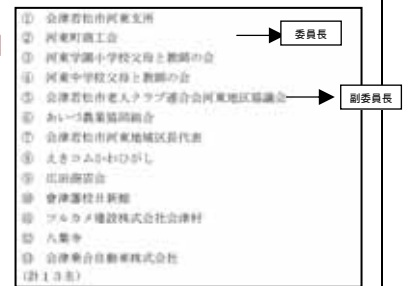 ① 会津若松市河東支所
② 河東町商工会
委員長
③ 河東学園小学校父母と教師の会
④ 河東中学校父母と教師の会
⑤ 会津若松市老人クラブ連合会河東地区協議会
副委員長
⑥ あいづ農業協同組合
⑦ 会津若松市河東地域区長代表
⑧ えきコムかわひがし
⑨ 広田商店会
⑩ 會津藩校日新館
⑪ ツルカメ建設株式会社会津村
⑫ 八葉寺
⑬ 会津乗合自動車株式会社
(計13名)